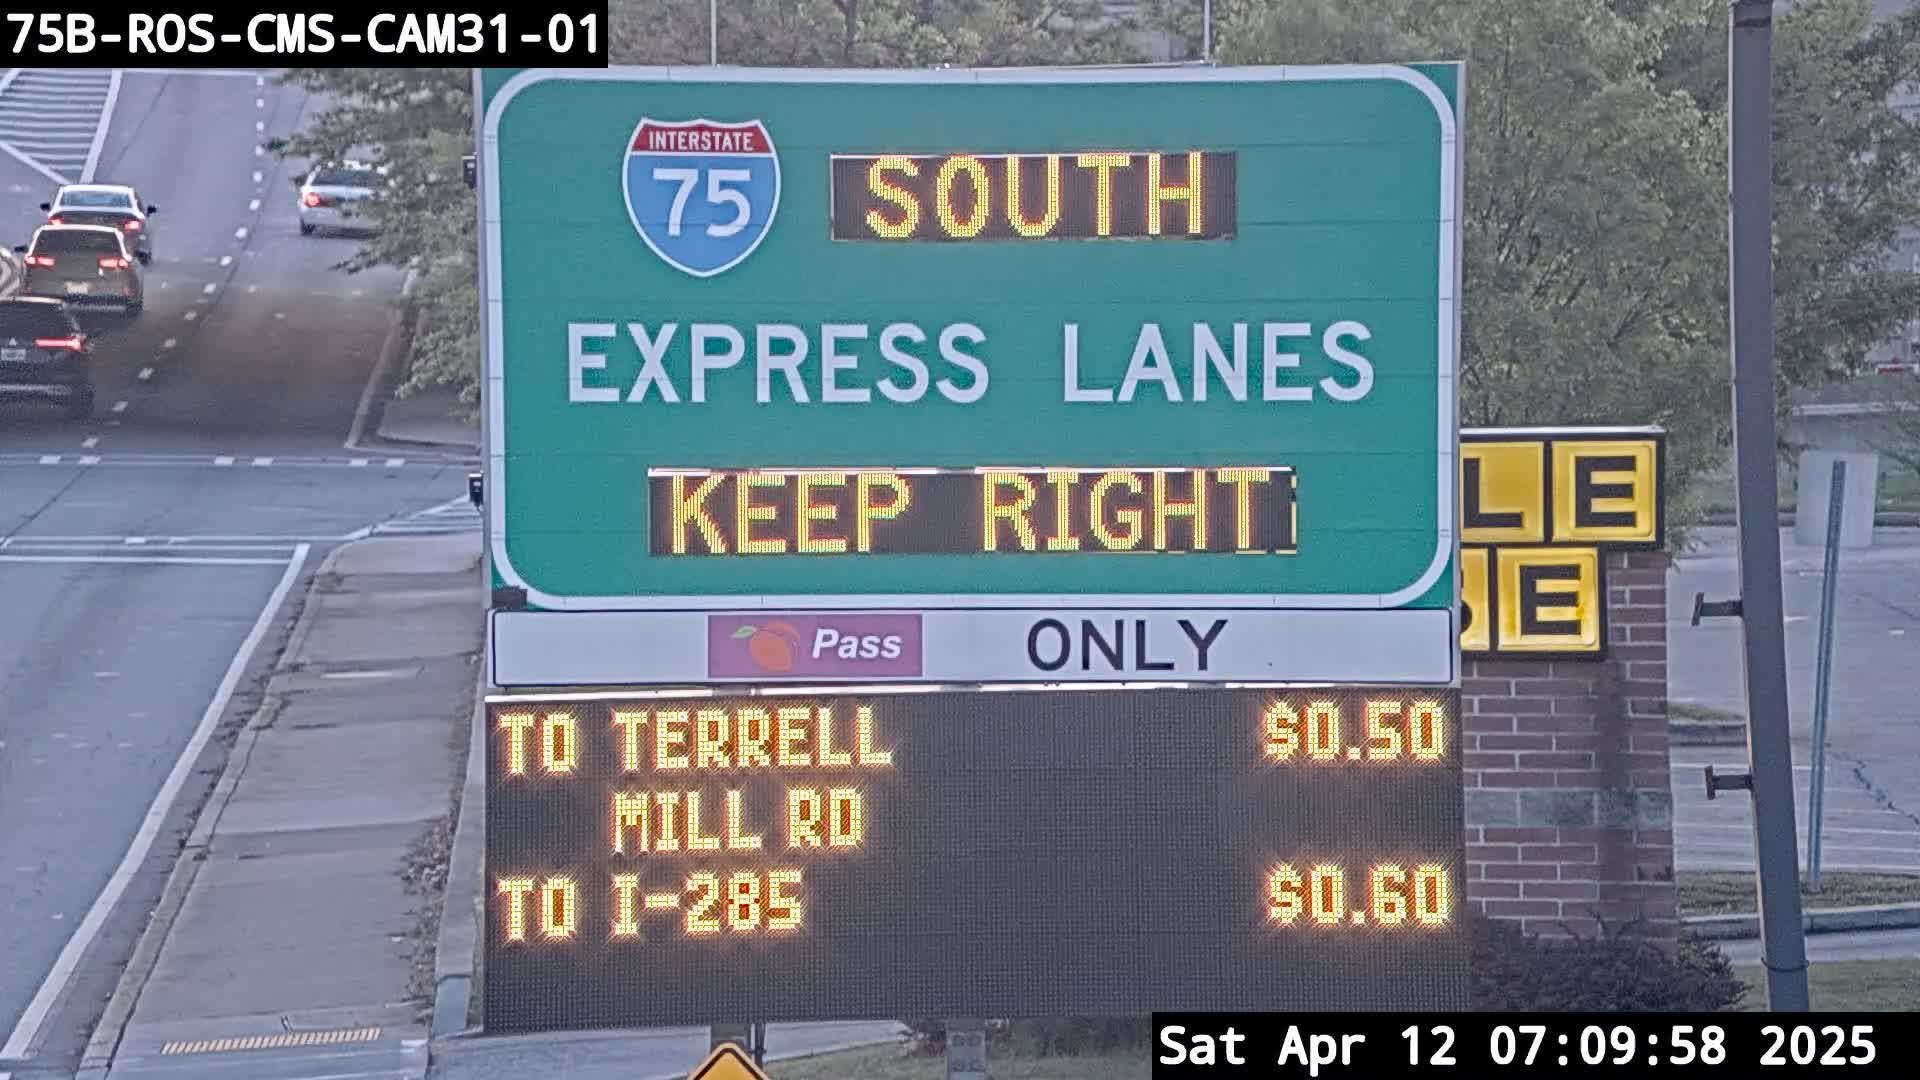 75B-ROS-CMS-CAM31-01
INTERSTATE
75
SOUTH
EXPRESS LANES
KEEP RIGHT
Pass ONLY
TO TERRELL $0.50
MILL RD
TO I-285 $0.60
LE
E
Sat Apr 12 07:09:58 2025